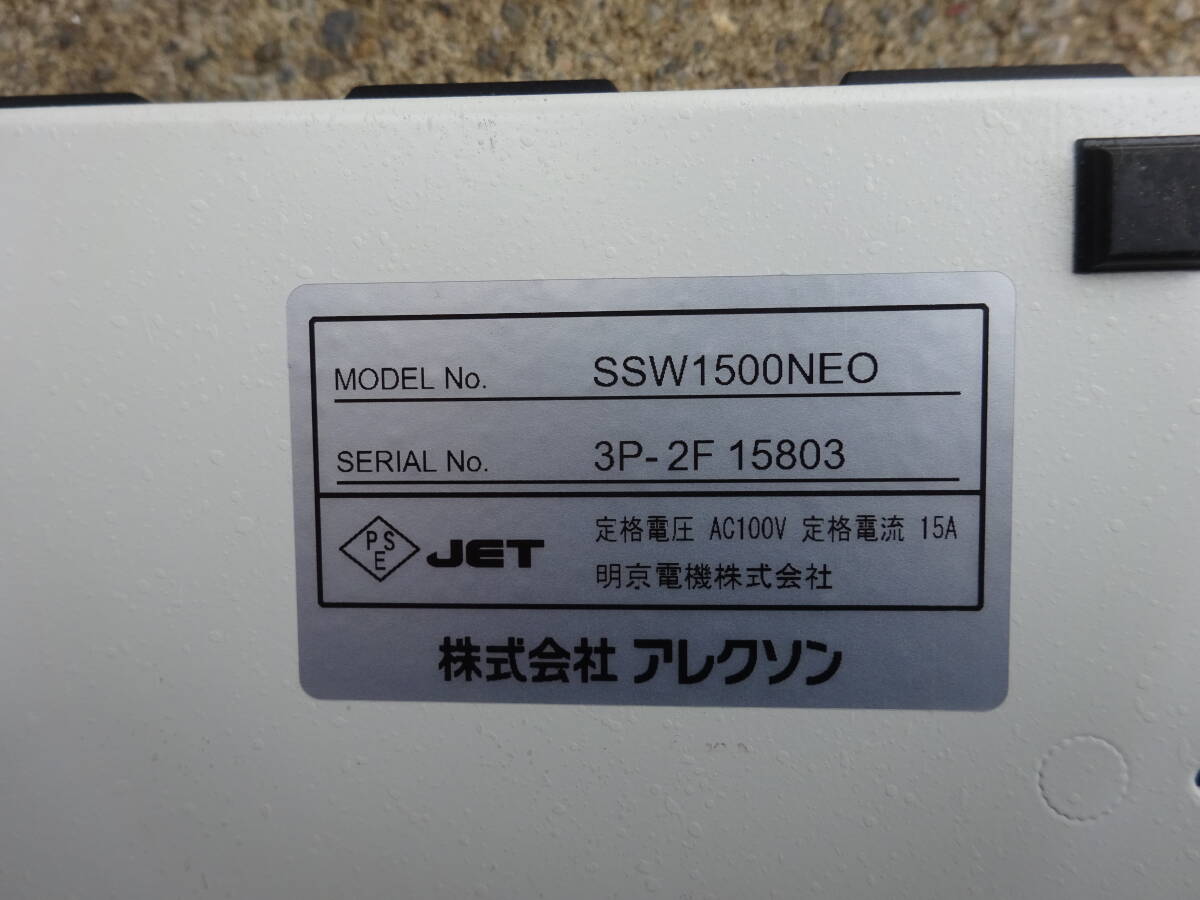 MODEL No. SSW1500NEO
SERIAL No. 3P-2F 15803
PSE JET 定格電圧 AC100V 定格電流 15A
明京電機株式会社
株式会社 アレクソン